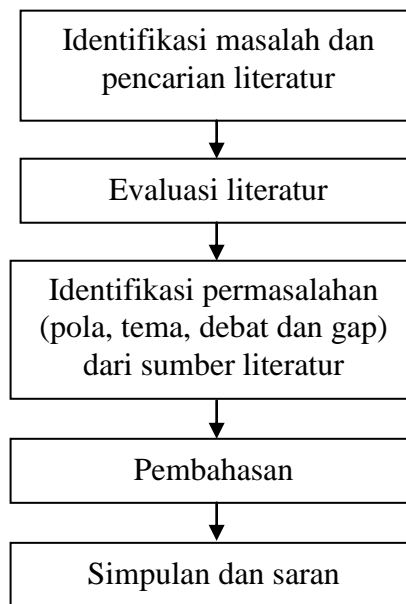 Identifikasi masalah dan
pencarian literatur
Evaluasi literatur
Identifikasi permasalahan
(pola, tema, debat dan gap)
dari sumber literatur
Pembahasan
Simpulan dan saran